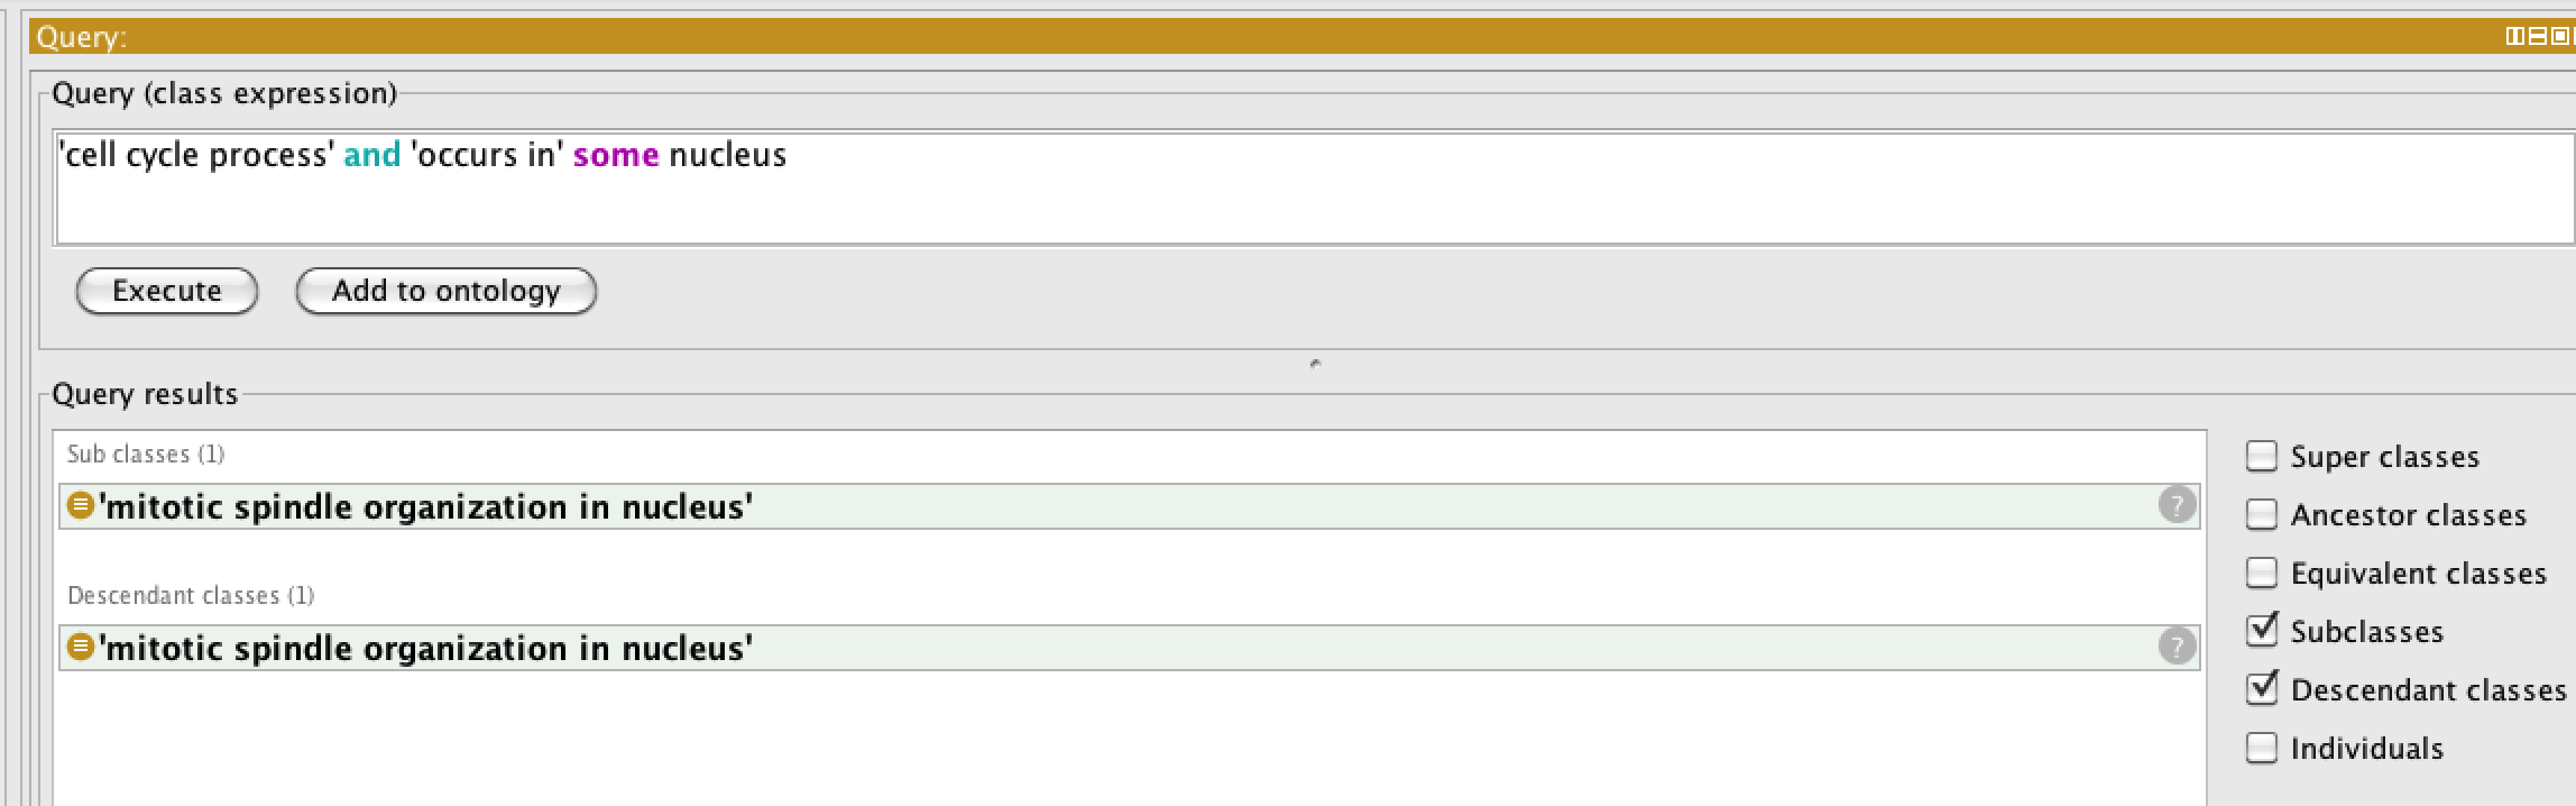 Query:
Query (class expression)
'cell cycle process' and 'occurs in' some nucleus
Execute
Add to ontology
Query results
Sub classes (1)
'mitotic spindle organization in nucleus'
?
Descendant classes (1)
'mitotic spindle organization in nucleus'
?
Super classes
Ancestor classes
Equivalent classes
Subclasses
Descendant classes
Individuals